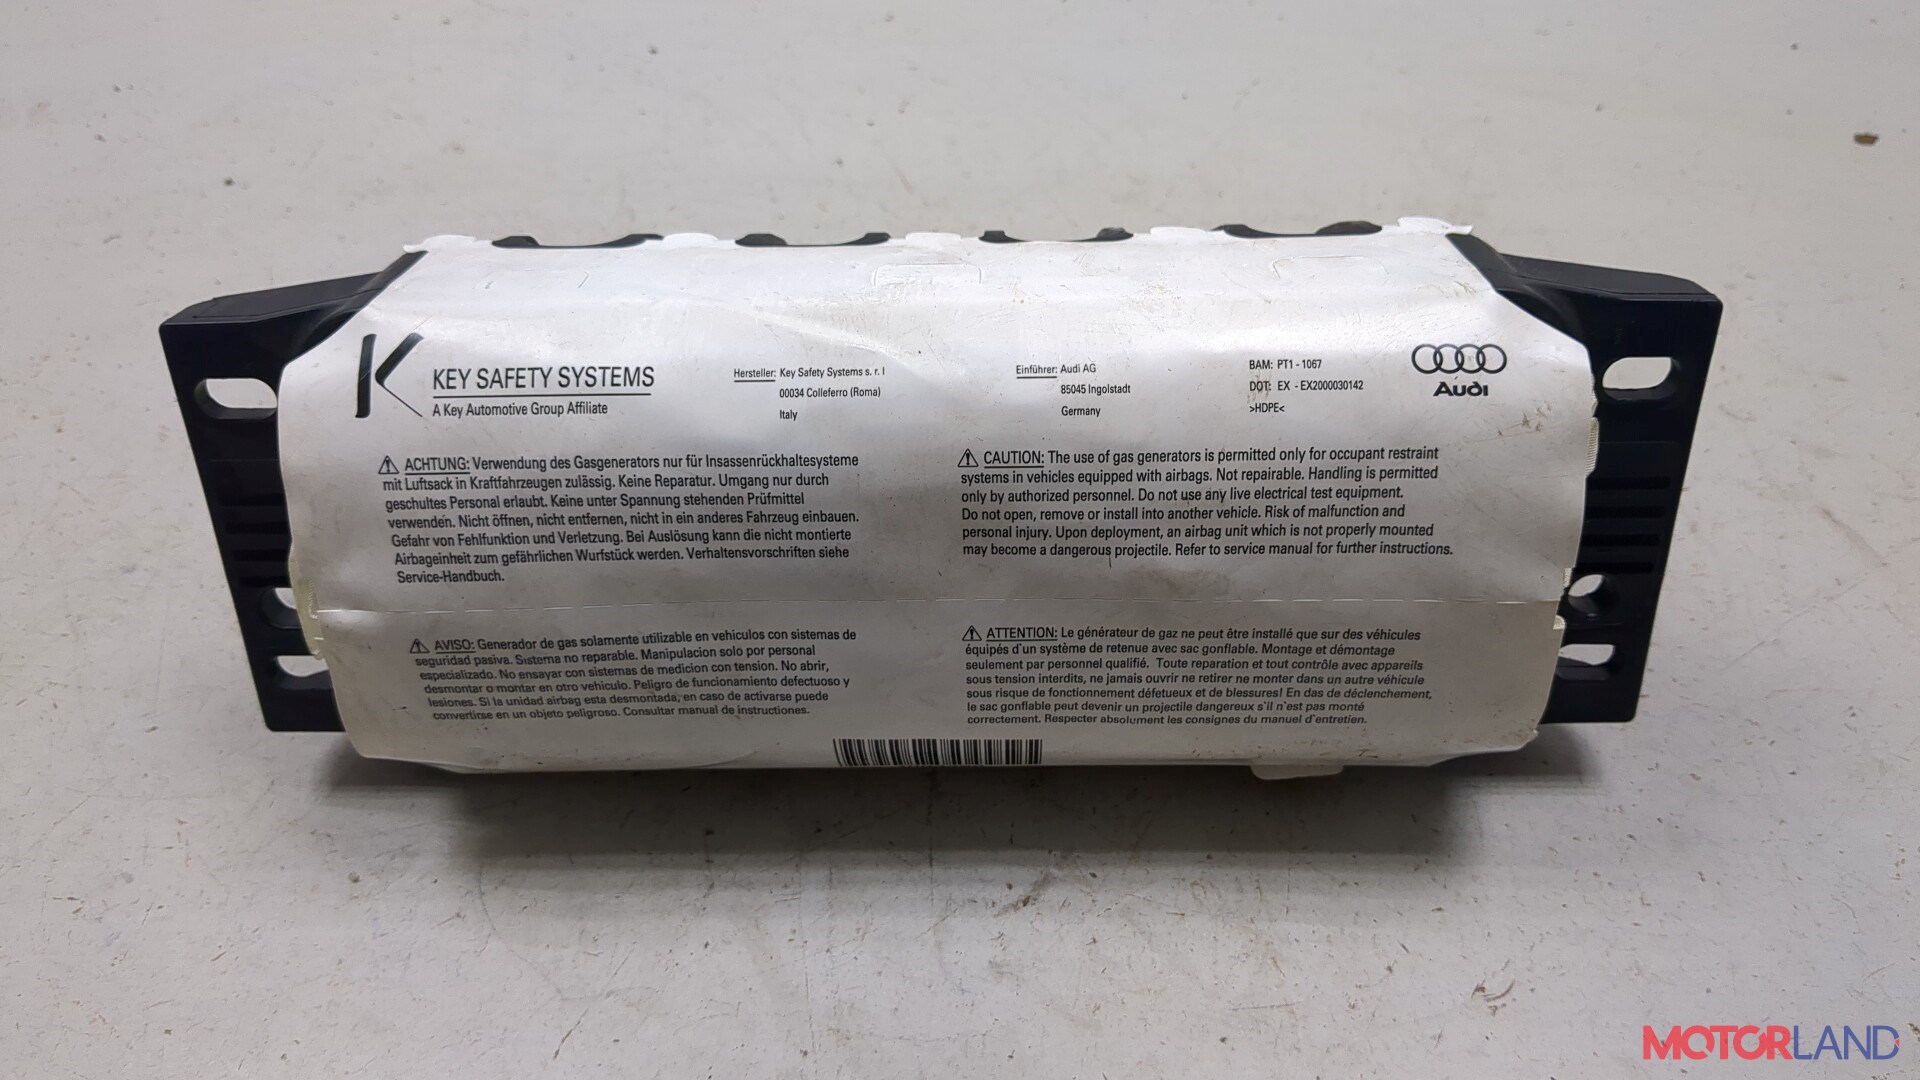 K
KEY SAFETY SYSTEMS
A Key Automotive Group Affiliate
Hersteller: Key Safety Systems s. r. l
00034 Colleferro (Roma)
Italy
Einführer: Audi AG
85045 Ingolstadt
Germany
BAM: PT1 - 1067
DOT: EX - EX2000030142
>HDPE<
Audi
ACHTUNG: Verwendung des Gasgenerators nur für Insassenrückhaltesysteme
mit Luftsack in Kraftfahrzeugen zulässig. Keine Reparatur. Umgang nur durch
geschultes Personal erlaubt. Keine unter Spannung stehenden Prüfmittel
verwenden. Nicht öffnen, nicht entfernen, nicht in ein anderes Fahrzeug einbauen.
Gefahr von Fehlfunktion und Verletzung. Bei Auslösung kann die nicht montierte
Airbageinheit zum gefährlichen Wurfstück werden. Verhaltensvorschriften siehe
Service-Handbuch.
CAUTION: The use of gas generators is permitted only for occupant restraint
systems in vehicles equipped with airbags. Not repairable. Handling is permitted
only by authorized personnel. Do not use any live electrical test equipment.
Do not open, remove or install into another vehicle. Risk of malfunction and
personal injury. Upon deployment, an airbag unit which is not properly mounted
may become a dangerous projectile. Refer to service manual for further instructions.
AVISO: Generador de gas solamente utilizable en vehiculos con sistemas de
seguridad pasiva. Sistema no reparable. Manipulacion solo por personal
especializado. No ensayar con sistemas de medicion con tension. No abrir,
desmontar o montar en otro vehiculo. Peligro de funcionamiento defectuoso y
lesiones. Si la unidad airbag esta desmontada, en caso de activarse puede
convertirse en un objeto peligroso. Consultar manual de instructiones.
ATTENTION: Le générateur de gaz ne peut être installé que sur des véhicules
équipés d'un système de retenue avec sac gonflable. Montage et démontage
seulement par personnel qualifié. Toute reparation et tout contrôle avec appareils
sous tension interdits, ne jamais ouvrir ne retirer ne monter dans un autre véhicule
sous risque de fonctionnement défetueux et de blessures! En das de déclenchement,
le sac gonflable peut devenir un projectile dangereux s'il n'est pas monté
correctement. Respecter absolument les consignes du manuel d'entretien.
MOTORLAND